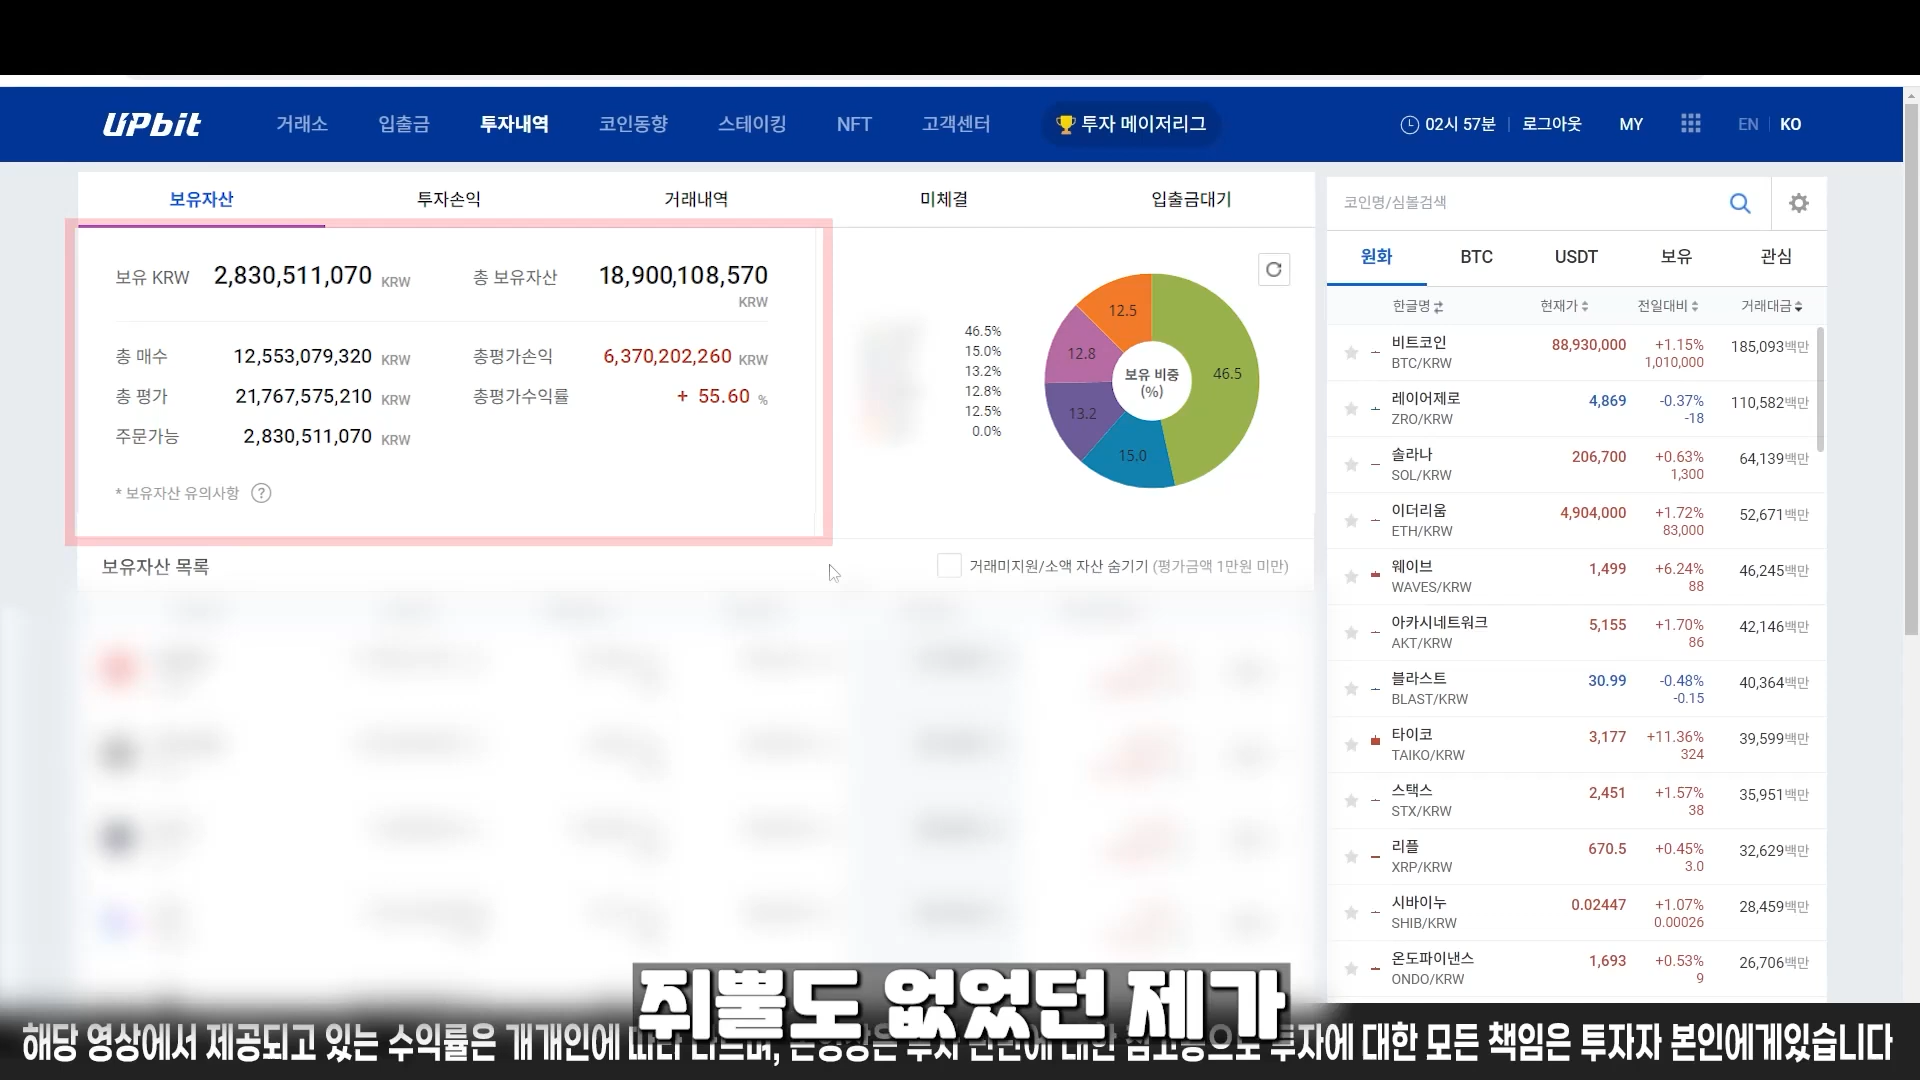 UPbit 거래소 입출금 투자내역 코인동향 스테이킹 NFT 고객센터 투자 메이저리그 02시 57분 로그아웃 MY EN KO
보유자산 투자손익 거래내역 미체결 입출금대기
보유 KRW 2,830,511,070 KRW 총 보유자산 18,900,108,570
KRW
총 매수 12,553,079,320 KRW 총평가손익 6,370,202,260 KRW
총 평가 21,767,575,210 KRW 총평가수익률 + 55.60 %
주문가능 2,830,511,070 KRW
* 보유자산 유의사항 ?
46.5%
15.0%
13.2%
12.8%
12.5%
0.0%
12.5
12.8
46.5
보유 비중
(%)
13.2
15.0
보유자산 목록 거래미지원/소액 자산 숨기기 (평가금액 1만원 미만)
코인명/심볼검색
원화 BTC USDT 보유 관심
한글명 현재가 전일대비 거래대금
비트코인 88,930,000 +1.15% 185,093백만
BTC/KRW 1,010,000
레이어제로 4,869 -0.37% 110,582백만
ZRO/KRW -18
솔라나 206,700 +0.63% 64,139백만
SOL/KRW 1,300
이더리움 4,904,000 +1.72% 52,671백만
ETH/KRW 83,000
웨이브 1,499 +6.24% 46,245백만
WAVES/KRW 88
아카시네트워크 5,155 +1.70% 42,146백만
AKT/KRW 86
블라스트 30.99 -0.48% 40,364백만
BLAST/KRW -0.15
타이코 3,177 +11.36% 39,599백만
TAIKO/KRW 324
스택스 2,451 +1.57% 35,951백만
STX/KRW 38
리플 670.5 +0.45% 32,629백만
XRP/KRW 3.0
시바이누 0.02447 +1.07% 28,459백만
SHIB/KRW 0.00026
온도파이낸스 1,693 +0.53% 26,706백만
ONDO/KRW 9
쥐뿔도 없었던 제가
해당 영상에서 제공되고 있는 수익률은 개개인에 투자에 대한 모든 책임은 투자자 본인에게있습니다